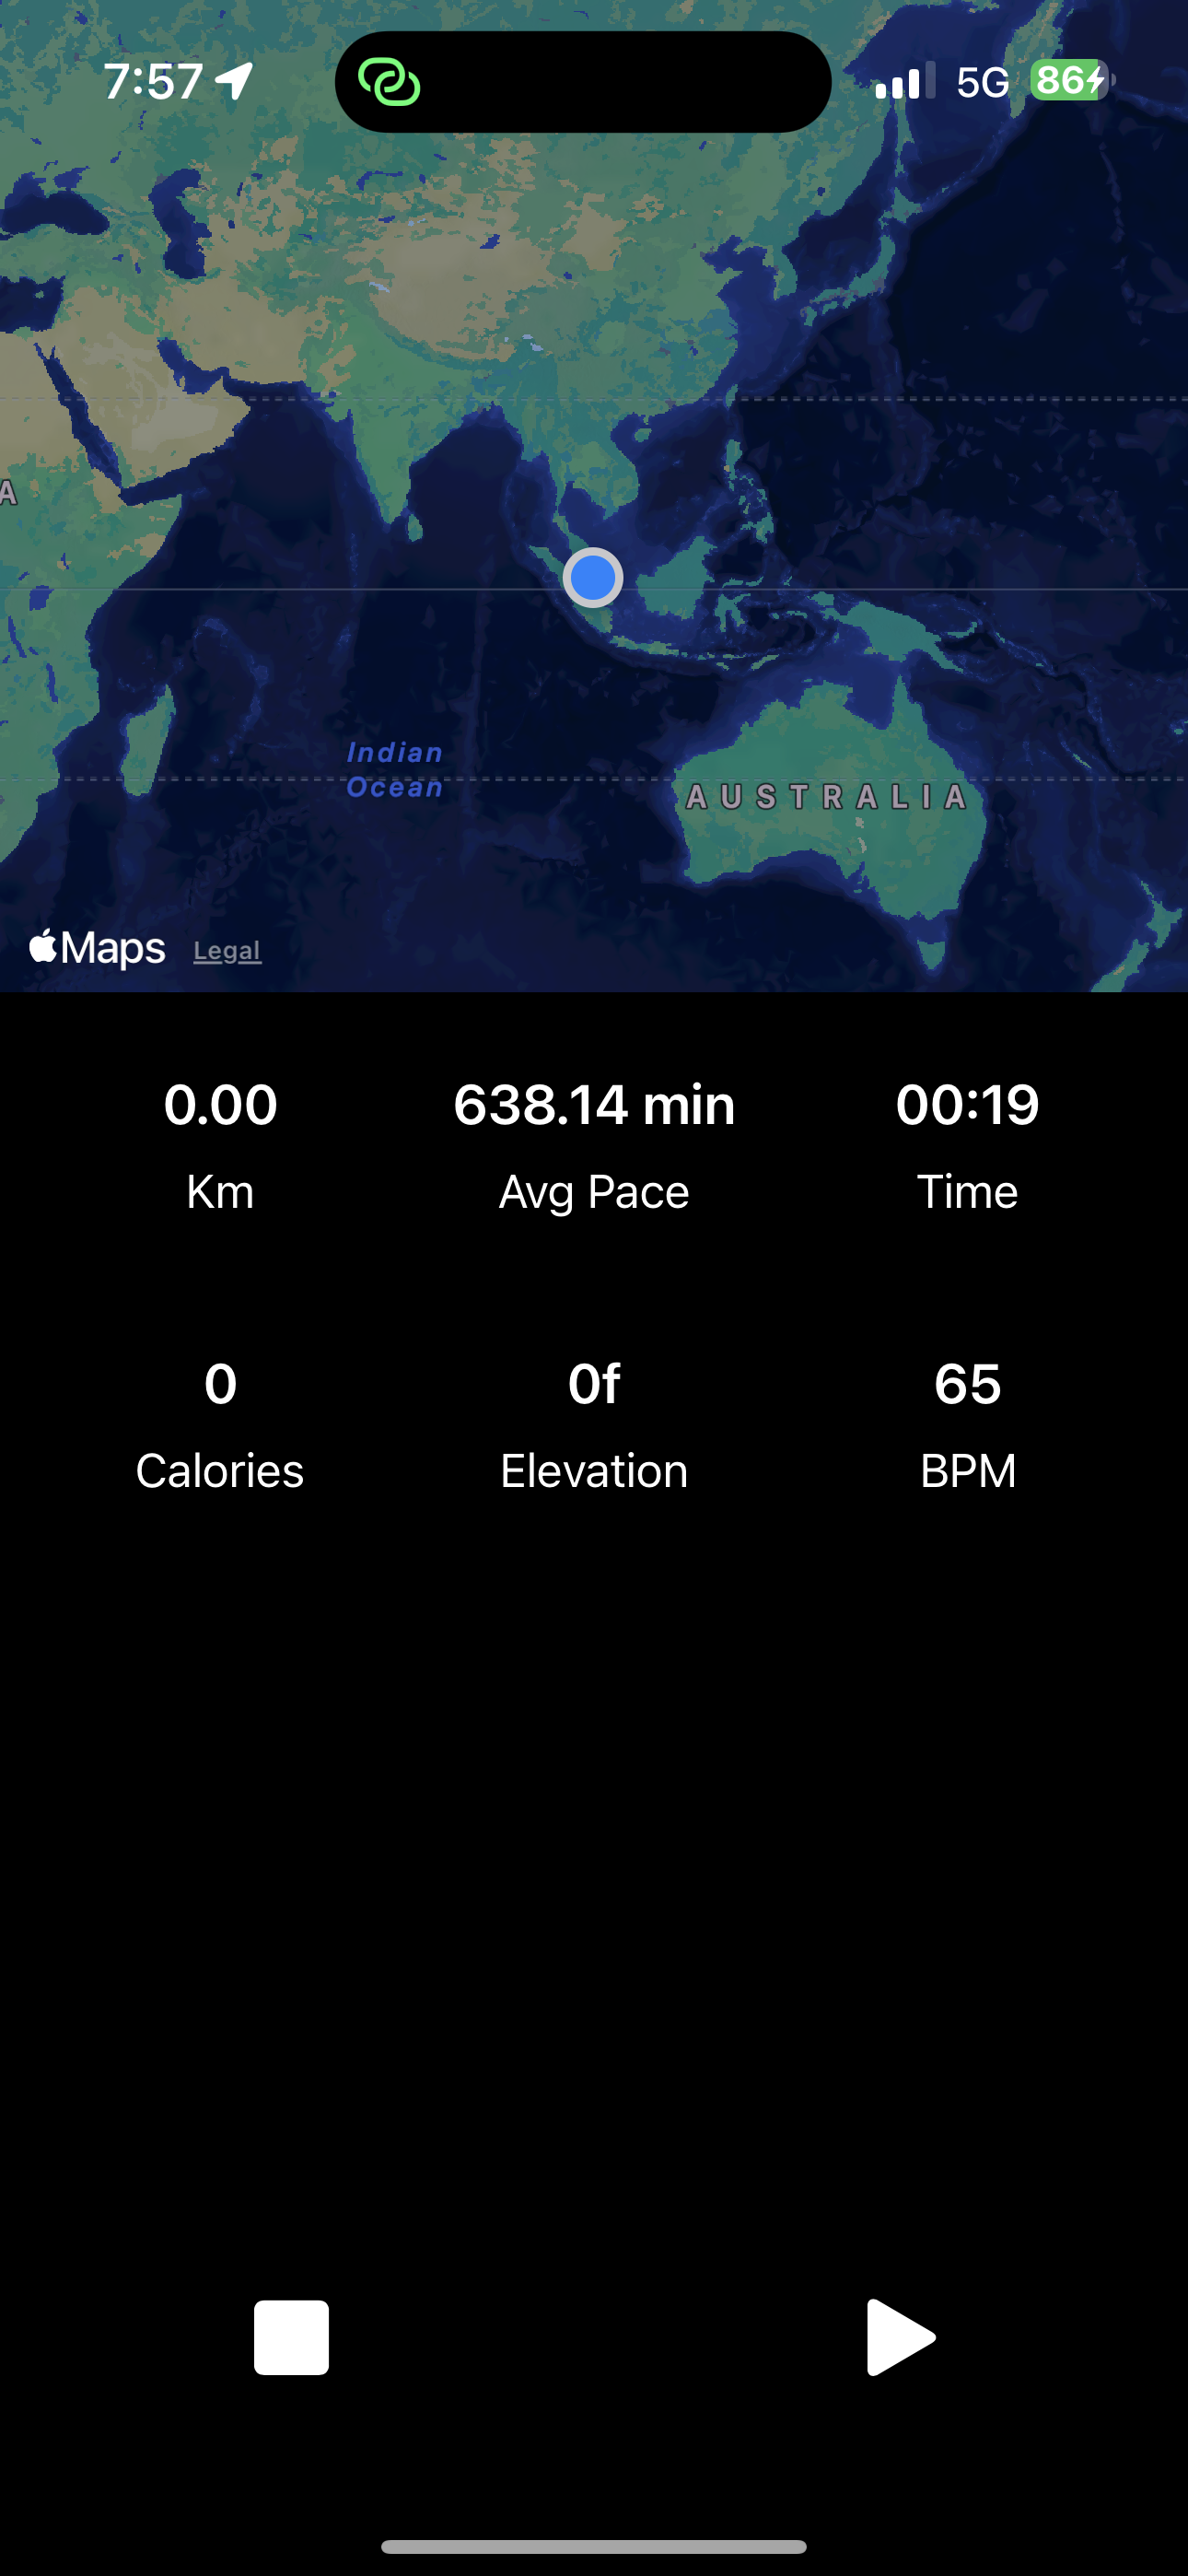 7:57
5G
86
A
Indian
Ocean
AUSTRALIA
Maps Legal
0.00 638.14 min 00:19
Km Avg Pace Time
0 0f 65
Calories Elevation BPM